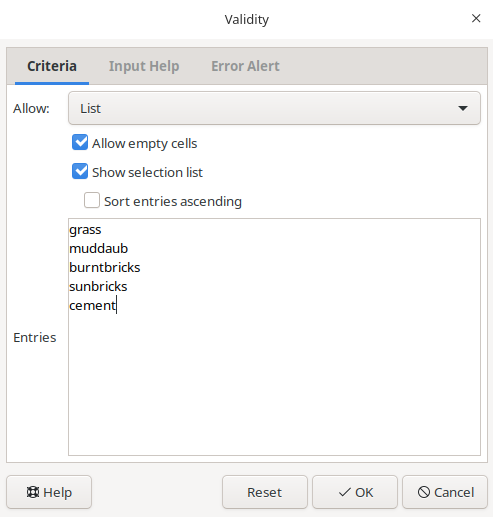 Validity
Criteria
Input Help
Error Alert
Allow:
List
Allow empty cells
Show selection list
Sort entries ascending
Entries
grass
muddaub
burntbricks
sunbricks
cement
Help
Reset
OK
Cancel